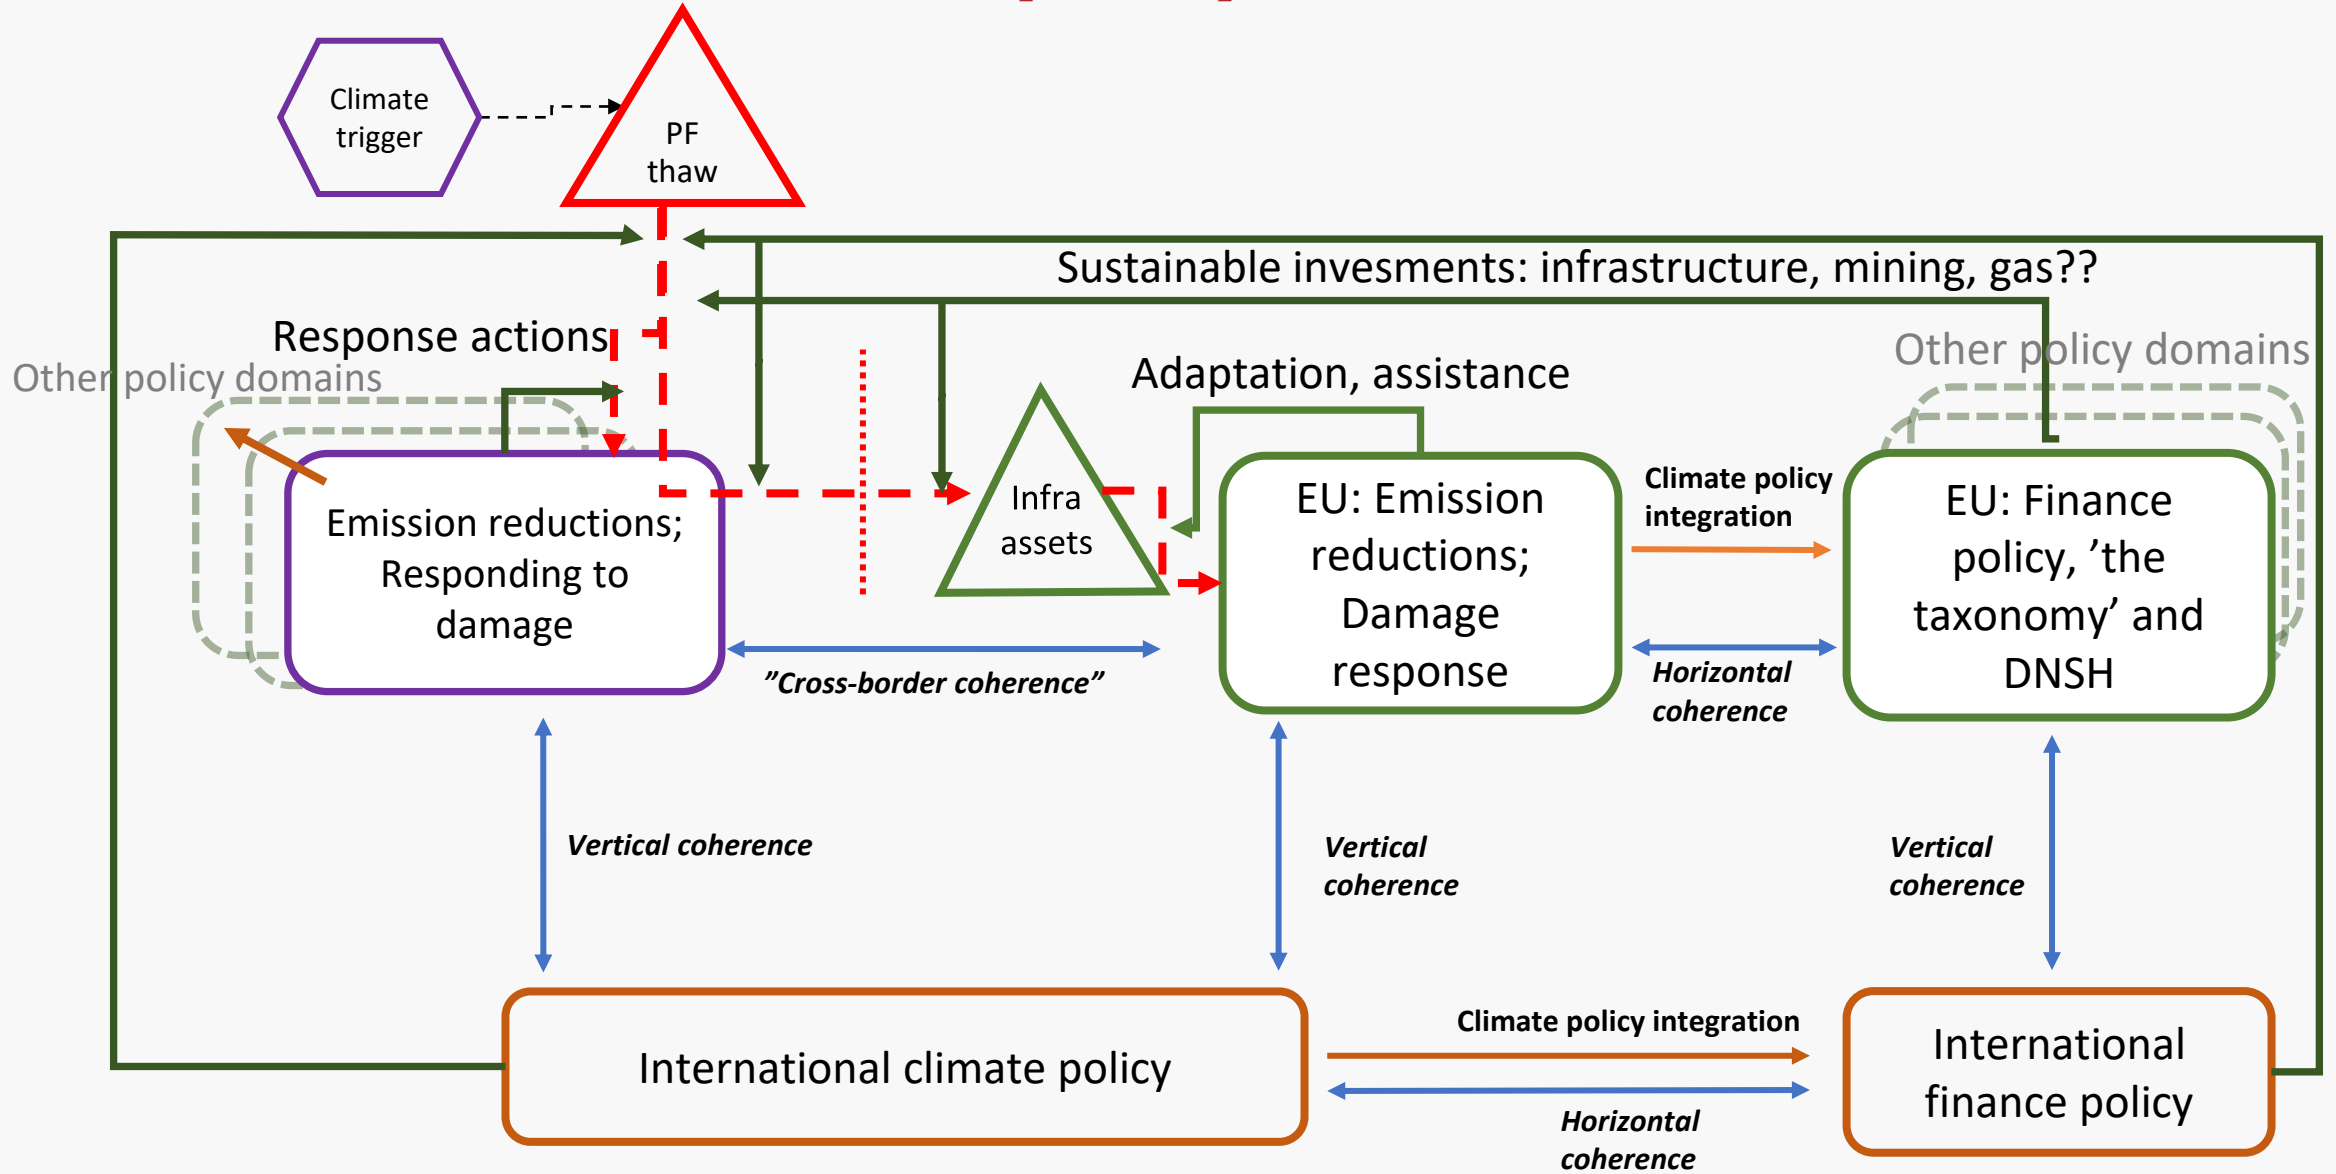 Climate
trigger
PF
thaw
Sustainable invesments: infrastructure, mining, gas??
Response actions
Other policy domains
Other policy domains
Adaptation, assistance
Emission reductions;
Responding to
damage
Infra
assets
EU: Emission
reductions;
Damage
response
Climate policy
integration
EU: Finance
policy, ’the
taxonomy’ and
DNSH
”Cross-border coherence”
Horizontal
coherence
Vertical coherence
Vertical
coherence
Vertical
coherence
International climate policy
Climate policy integration
Horizontal
coherence
International
finance policy